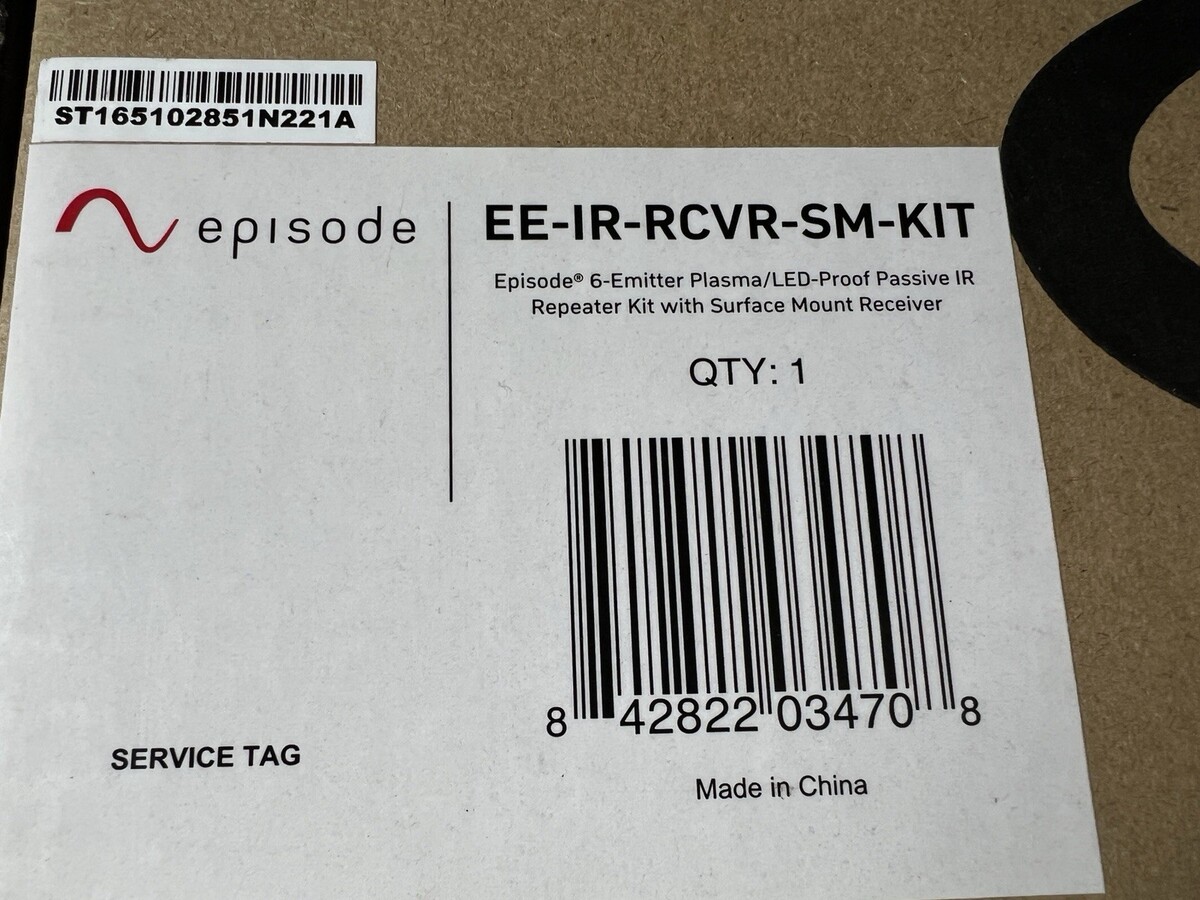 ST165102851N221A
episode
EE-IR-RCVR-SM-KIT
Episode® 6-Emitter Plasma/LED-Proof Passive IR
Repeater Kit with Surface Mount Receiver
QTY: 1
8 42822 03470 8
SERVICE TAG
Made in China